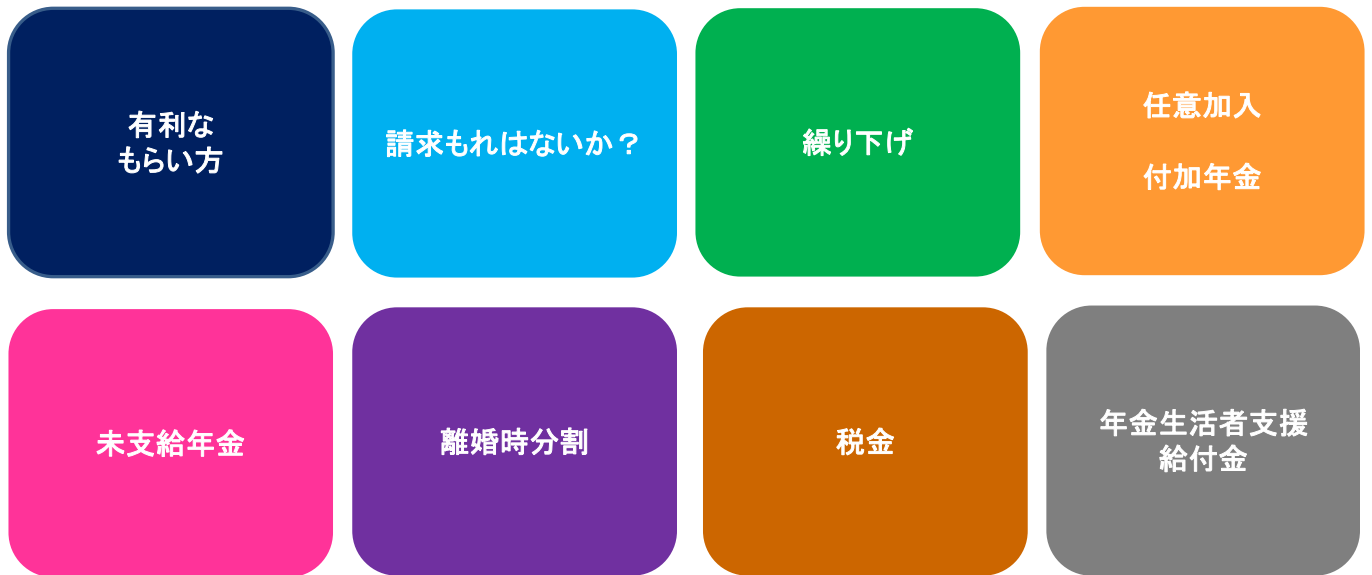 有利な
もらい方
請求もれはないか？
繰り下げ
任意加入
付加年金
未支給年金
離婚時分割
税金
年金生活者支援
給付金